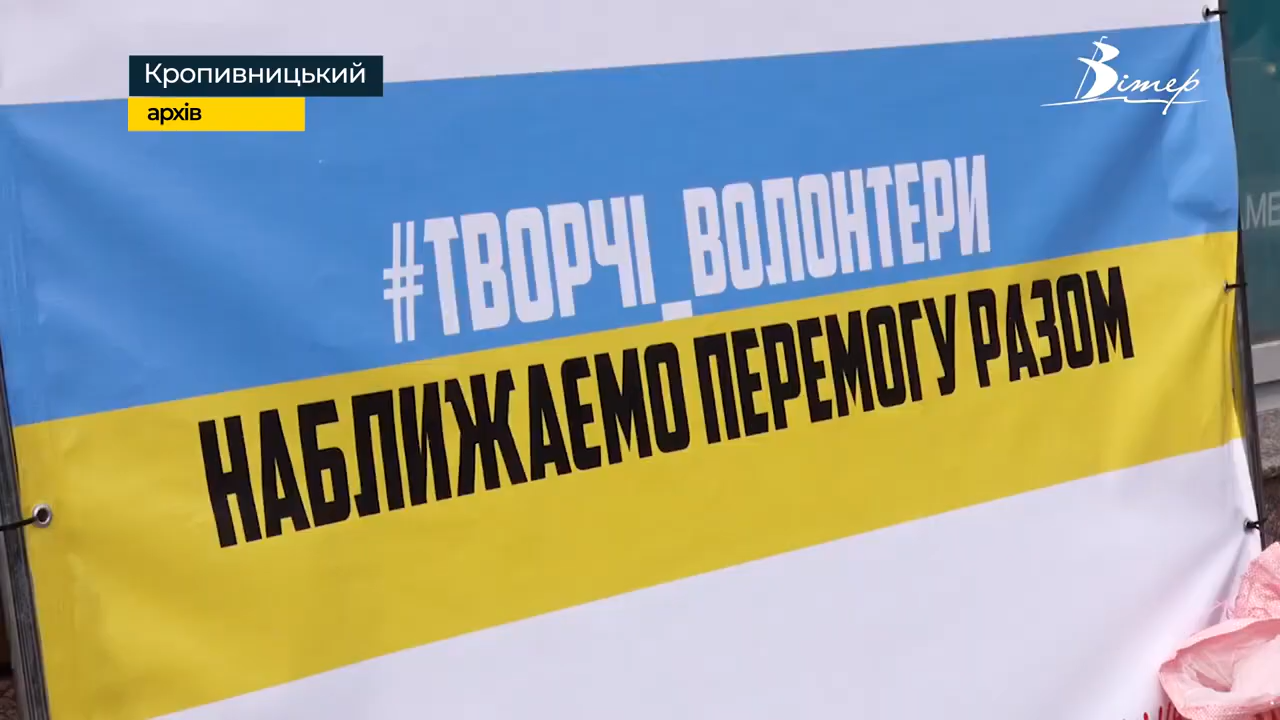 Кропивницький
архів
Вітер
#ТВОРЧІ_ВОЛОНТЕРИ
НАБЛИЖАЄМО ПЕРЕМОГУ РАЗОМ